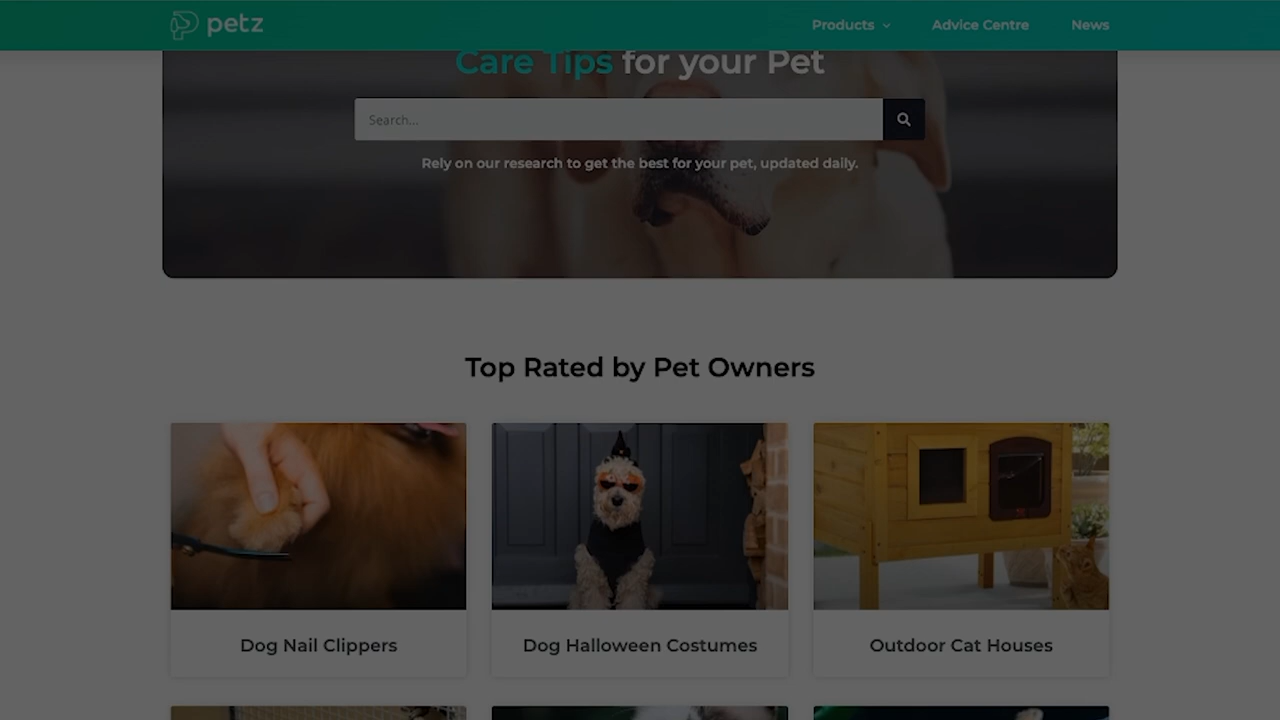 petz
Products
Advice Centre
News
Care Tips for your Pet
Search...
Rely on our research to get the best for your pet, updated daily.
Top Rated by Pet Owners
Dog Nail Clippers
Dog Halloween Costumes
Outdoor Cat Houses